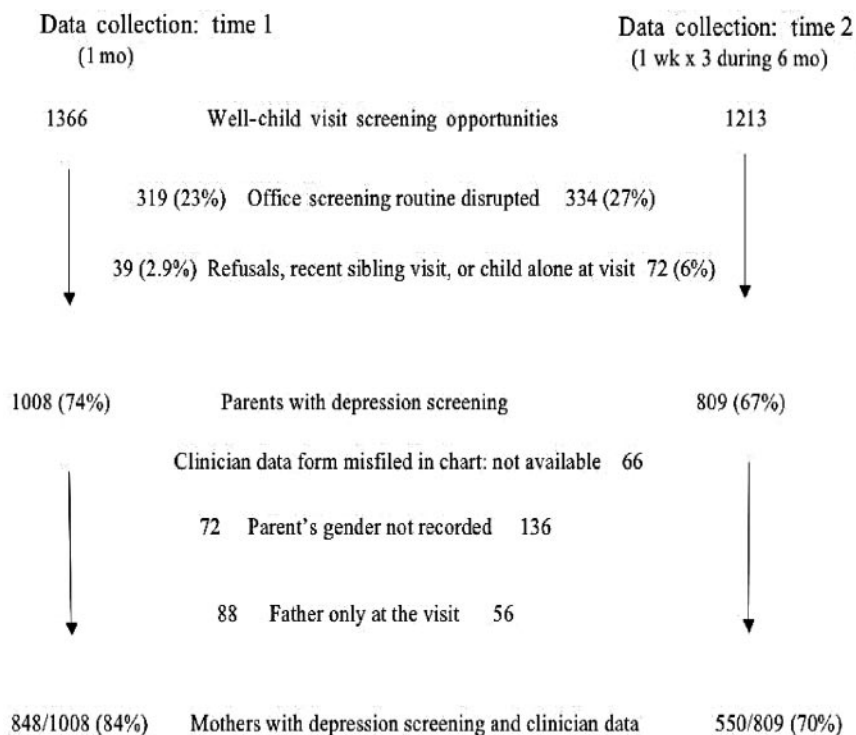 Data collection: time 1 Data collection: time 2
(1 mo) (1 wk x 3 during 6 mo)
1366 Well-child visit screening opportunities 1213
319 (23%) Office screening routine disrupted 334 (27%)
39 (2.9%) Refusals, recent sibling visit, or child alone at visit 72 (6%)
1008 (74%) Parents with depression screening 809 (67%)
Clinician data form misfiled in chart: not available 66
72 Parent's gender not recorded 136
88 Father only at the visit 56
848/1008 (84%) Mothers with depression screening and clinician data 550/809 (70%)